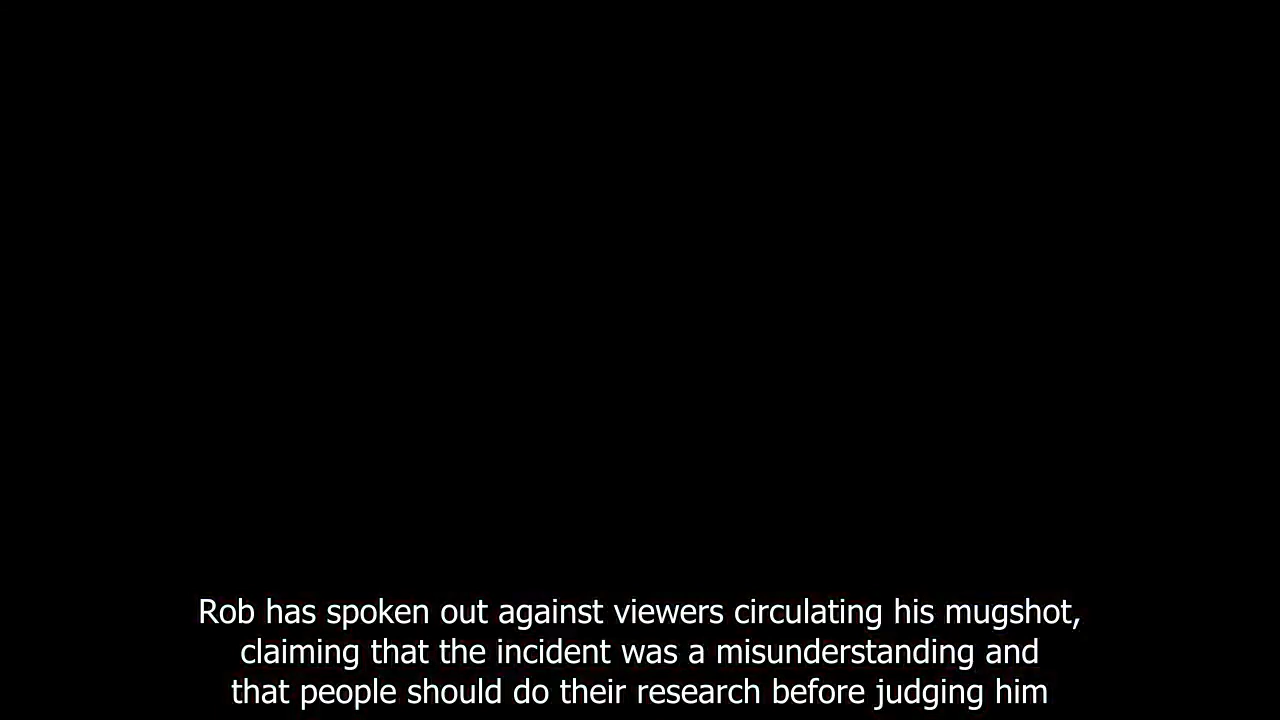 Rob has spoken out against viewers circulating his mugshot,
claiming that the incident was a misunderstanding and
that people should do their research before judging him